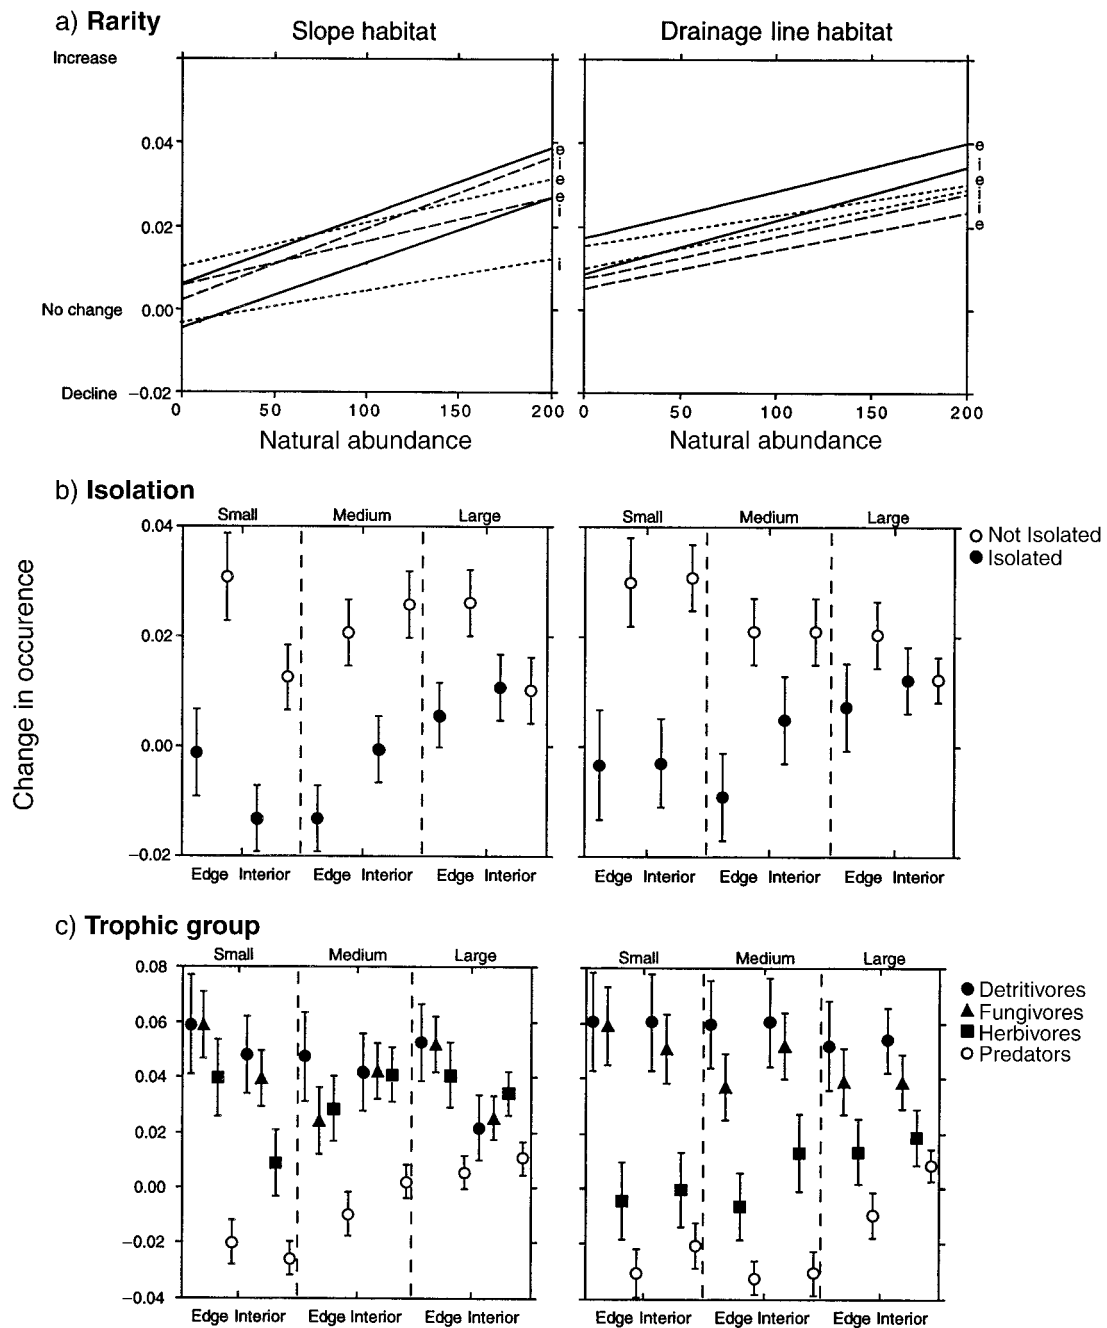 a) Rarity
Slope habitat
Drainage line habitat
Increase
0.04
0.02
No change 0.00
Decline −0.02
e
i
e
e
i
i
e
i
e
i
i
e
0 50 100 150 200
0 50 100 150 200
Natural abundance
Natural abundance
b) Isolation
Small Medium Large
Small Medium Large
Not Isolated
Isolated
0.04
0.02
0.00
−0.02
Change in occurence
Edge Interior Edge Interior Edge Interior
Edge Interior Edge Interior Edge Interior
c) Trophic group
Small Medium Large
Small Medium Large
Detritivores
Fungivores
Herbivores
Predators
0.08
0.06
0.04
0.02
0.00
−0.02
−0.04
Edge Interior Edge Interior Edge Interior
Edge Interior Edge Interior Edge Interior